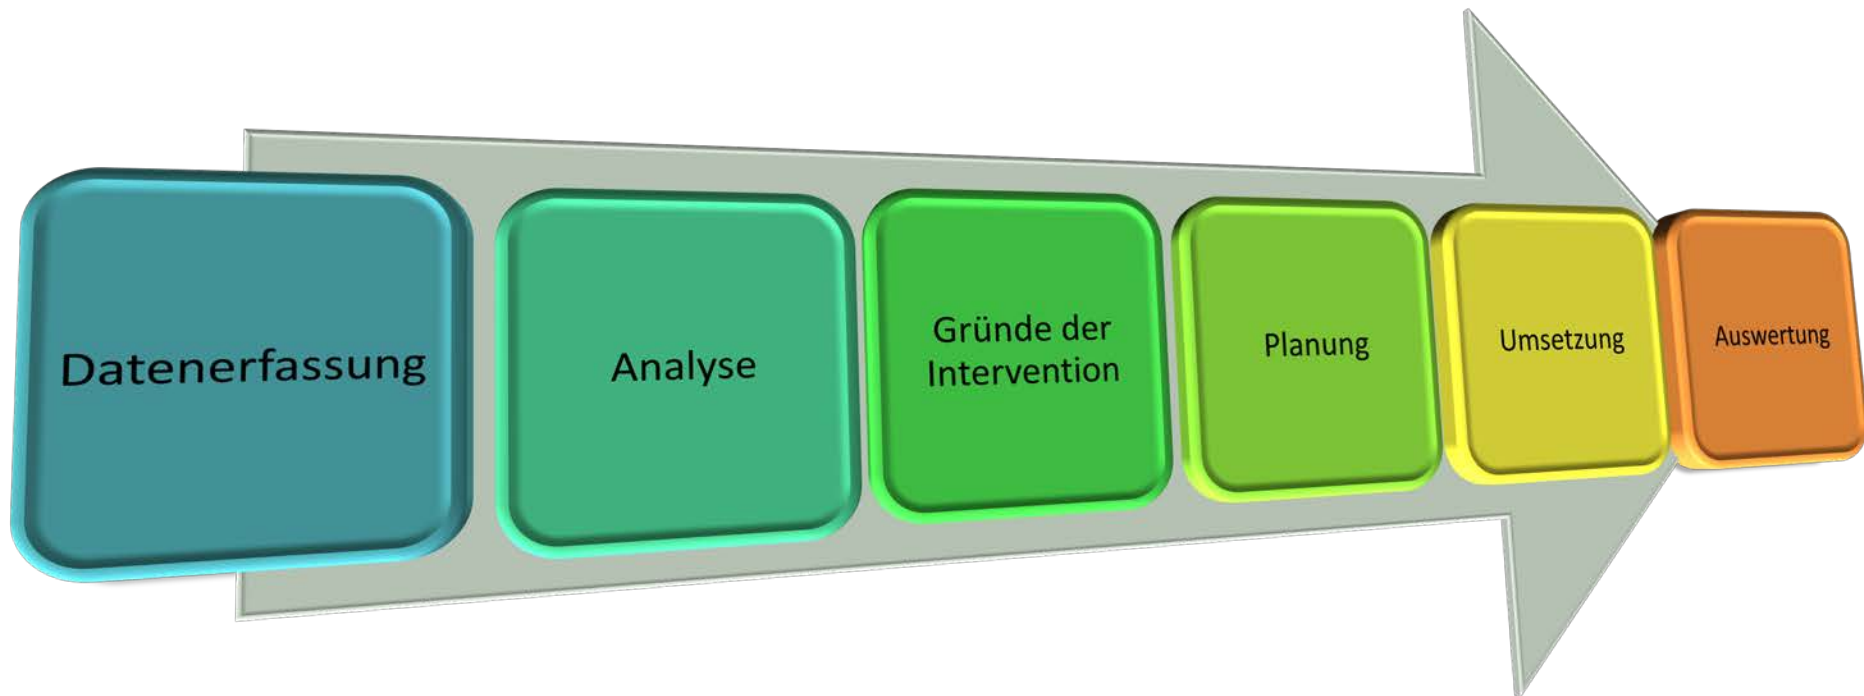 Datenerfassung
Analyse
Gründe der
Intervention
Planung
Umsetzung
Auswertung